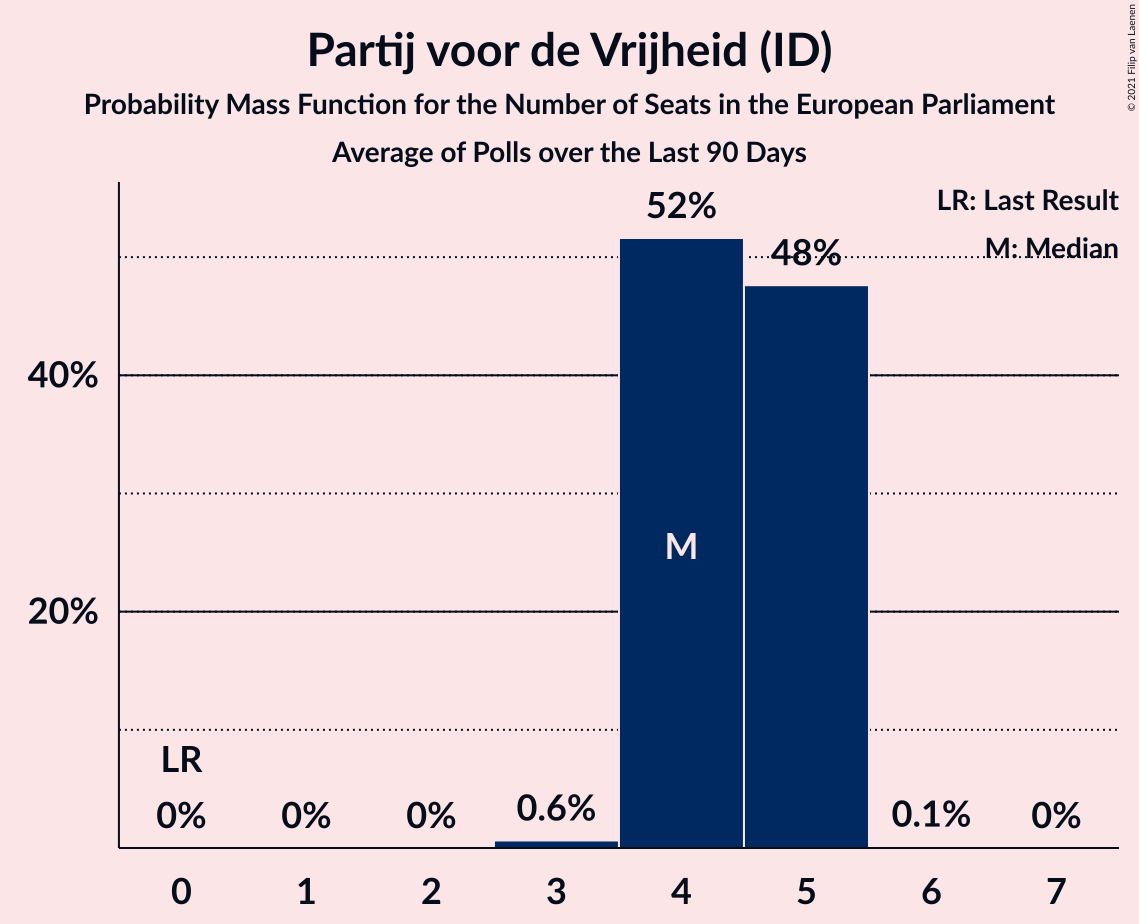 Partij voor de Vrijheid (ID)
Probability Mass Function for the Number of Seats in the European Parliament
Average of Polls over the Last 90 Days
© 2021 Filip van Laenen
LR: Last Result
M: Median
52%
48%
40%
20%
M
LR
0%
0%
0%
0.6%
0.1%
0%
0
1
2
3
4
5
6
7